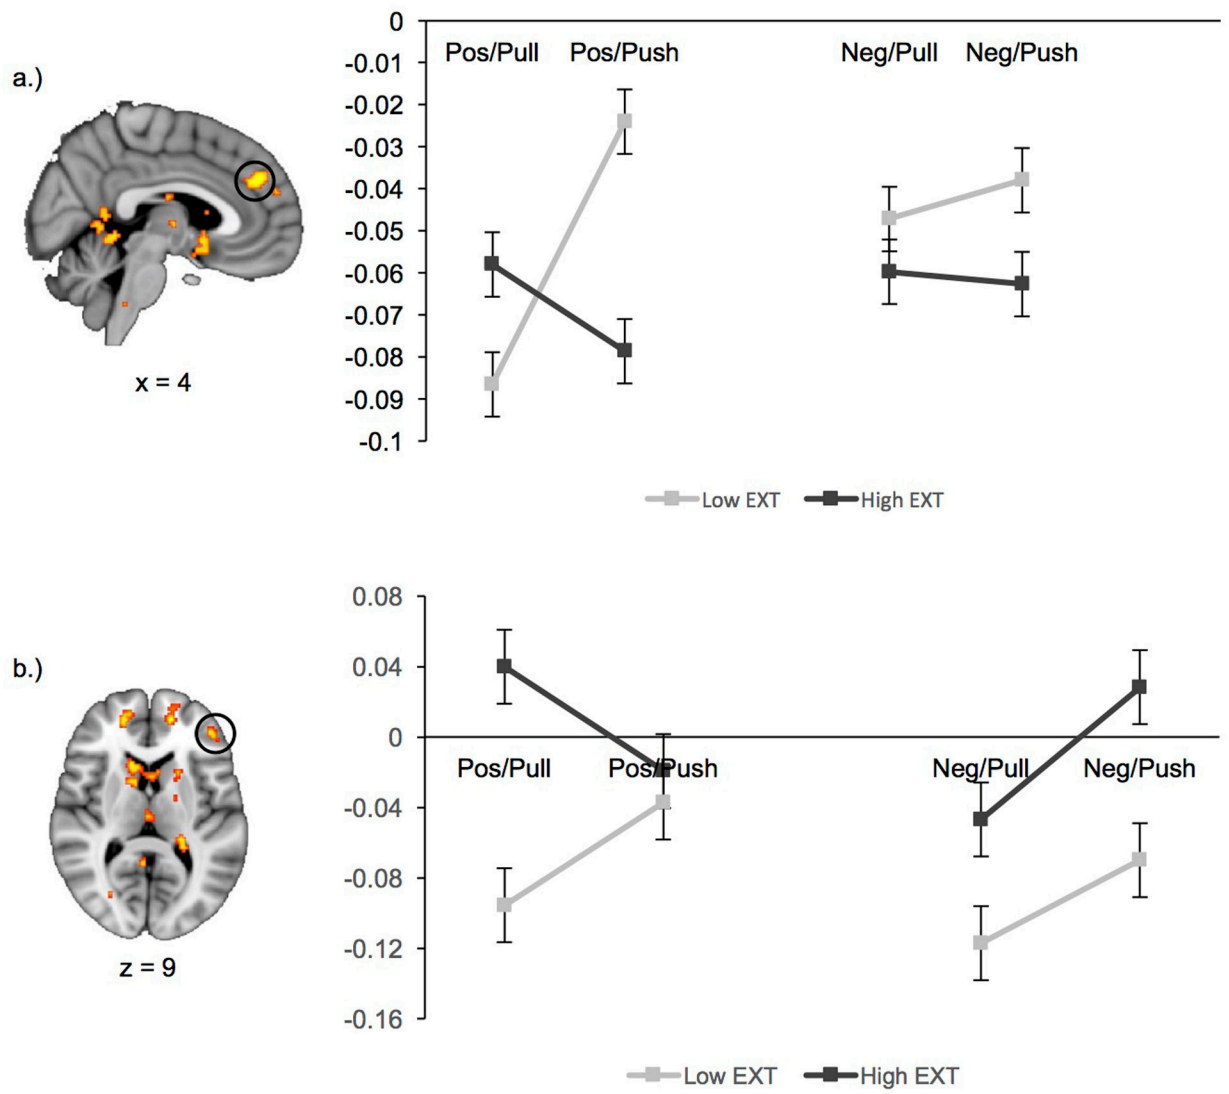 a.)
x = 4
0
-0.01
-0.02
-0.03
-0.04
-0.05
-0.06
-0.07
-0.08
-0.09
-0.1
Pos/Pull Pos/Push Neg/Pull Neg/Push
Low EXT High EXT
b.)
z = 9
0.08
0.04
0
-0.04
-0.08
-0.12
-0.16
Pos/Pull Pos/Push Neg/Pull Neg/Push
Low EXT High EXT